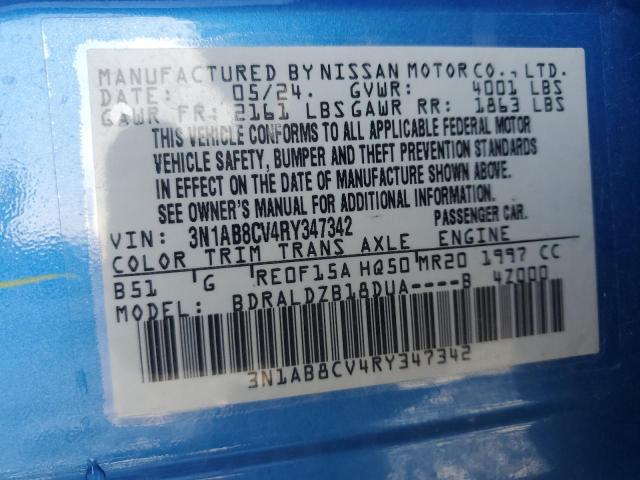 MANUFACTURED BY NISSAN MOTOR CO., LTD.
DATE: 05/24. GVWR: 4001 LBS
GAWR FR: 2161 LBS GAWR RR: 1863 LBS
THIS VEHICLE CONFORMS TO ALL APPLICABLE FEDERAL MOTOR
VEHICLE SAFETY, BUMPER AND THEFT PREVENTION STANDARDS
IN EFFECT ON THE DATE OF MANUFACTURE SHOWN ABOVE.
SEE OWNER'S MANUAL FOR ADDITIONAL INFORMATION.
VIN: 3N1AB8CV4RY347342 PASSENGER CAR.
COLOR TRIM TRANS AXLE ENGINE
B51 G RE0F15A HQ50 MR20 1997 CC
MODEL: BDRALDZB18DUA----B 4Z000
3N1AB8CV4RY347342